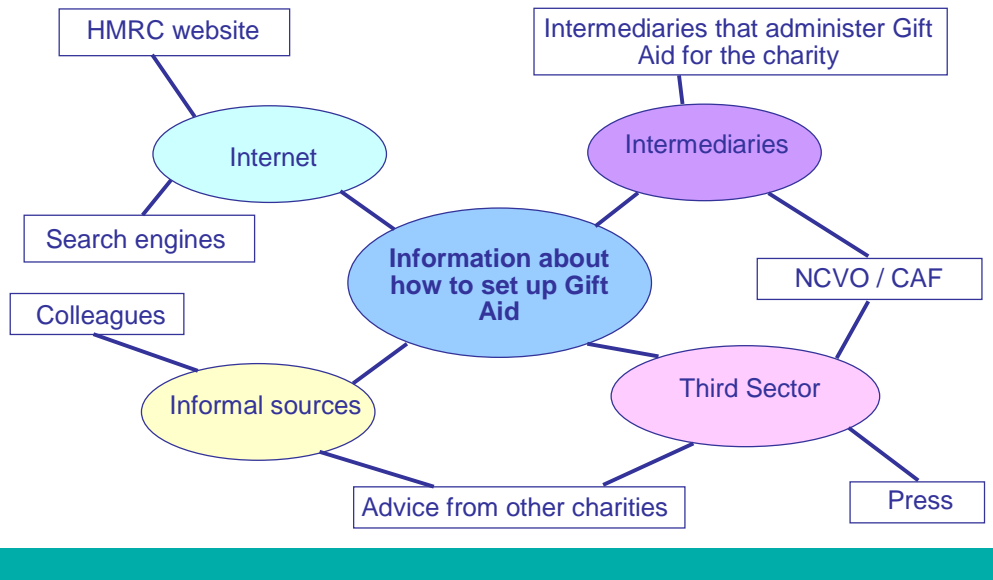 HMRC website
Intermediaries that administer Gift
Aid for the charity
Internet
Intermediaries
Search engines
Information about
how to set up Gift
Aid
NCVO / CAF
Colleagues
Informal sources
Third Sector
Advice from other charities
Press